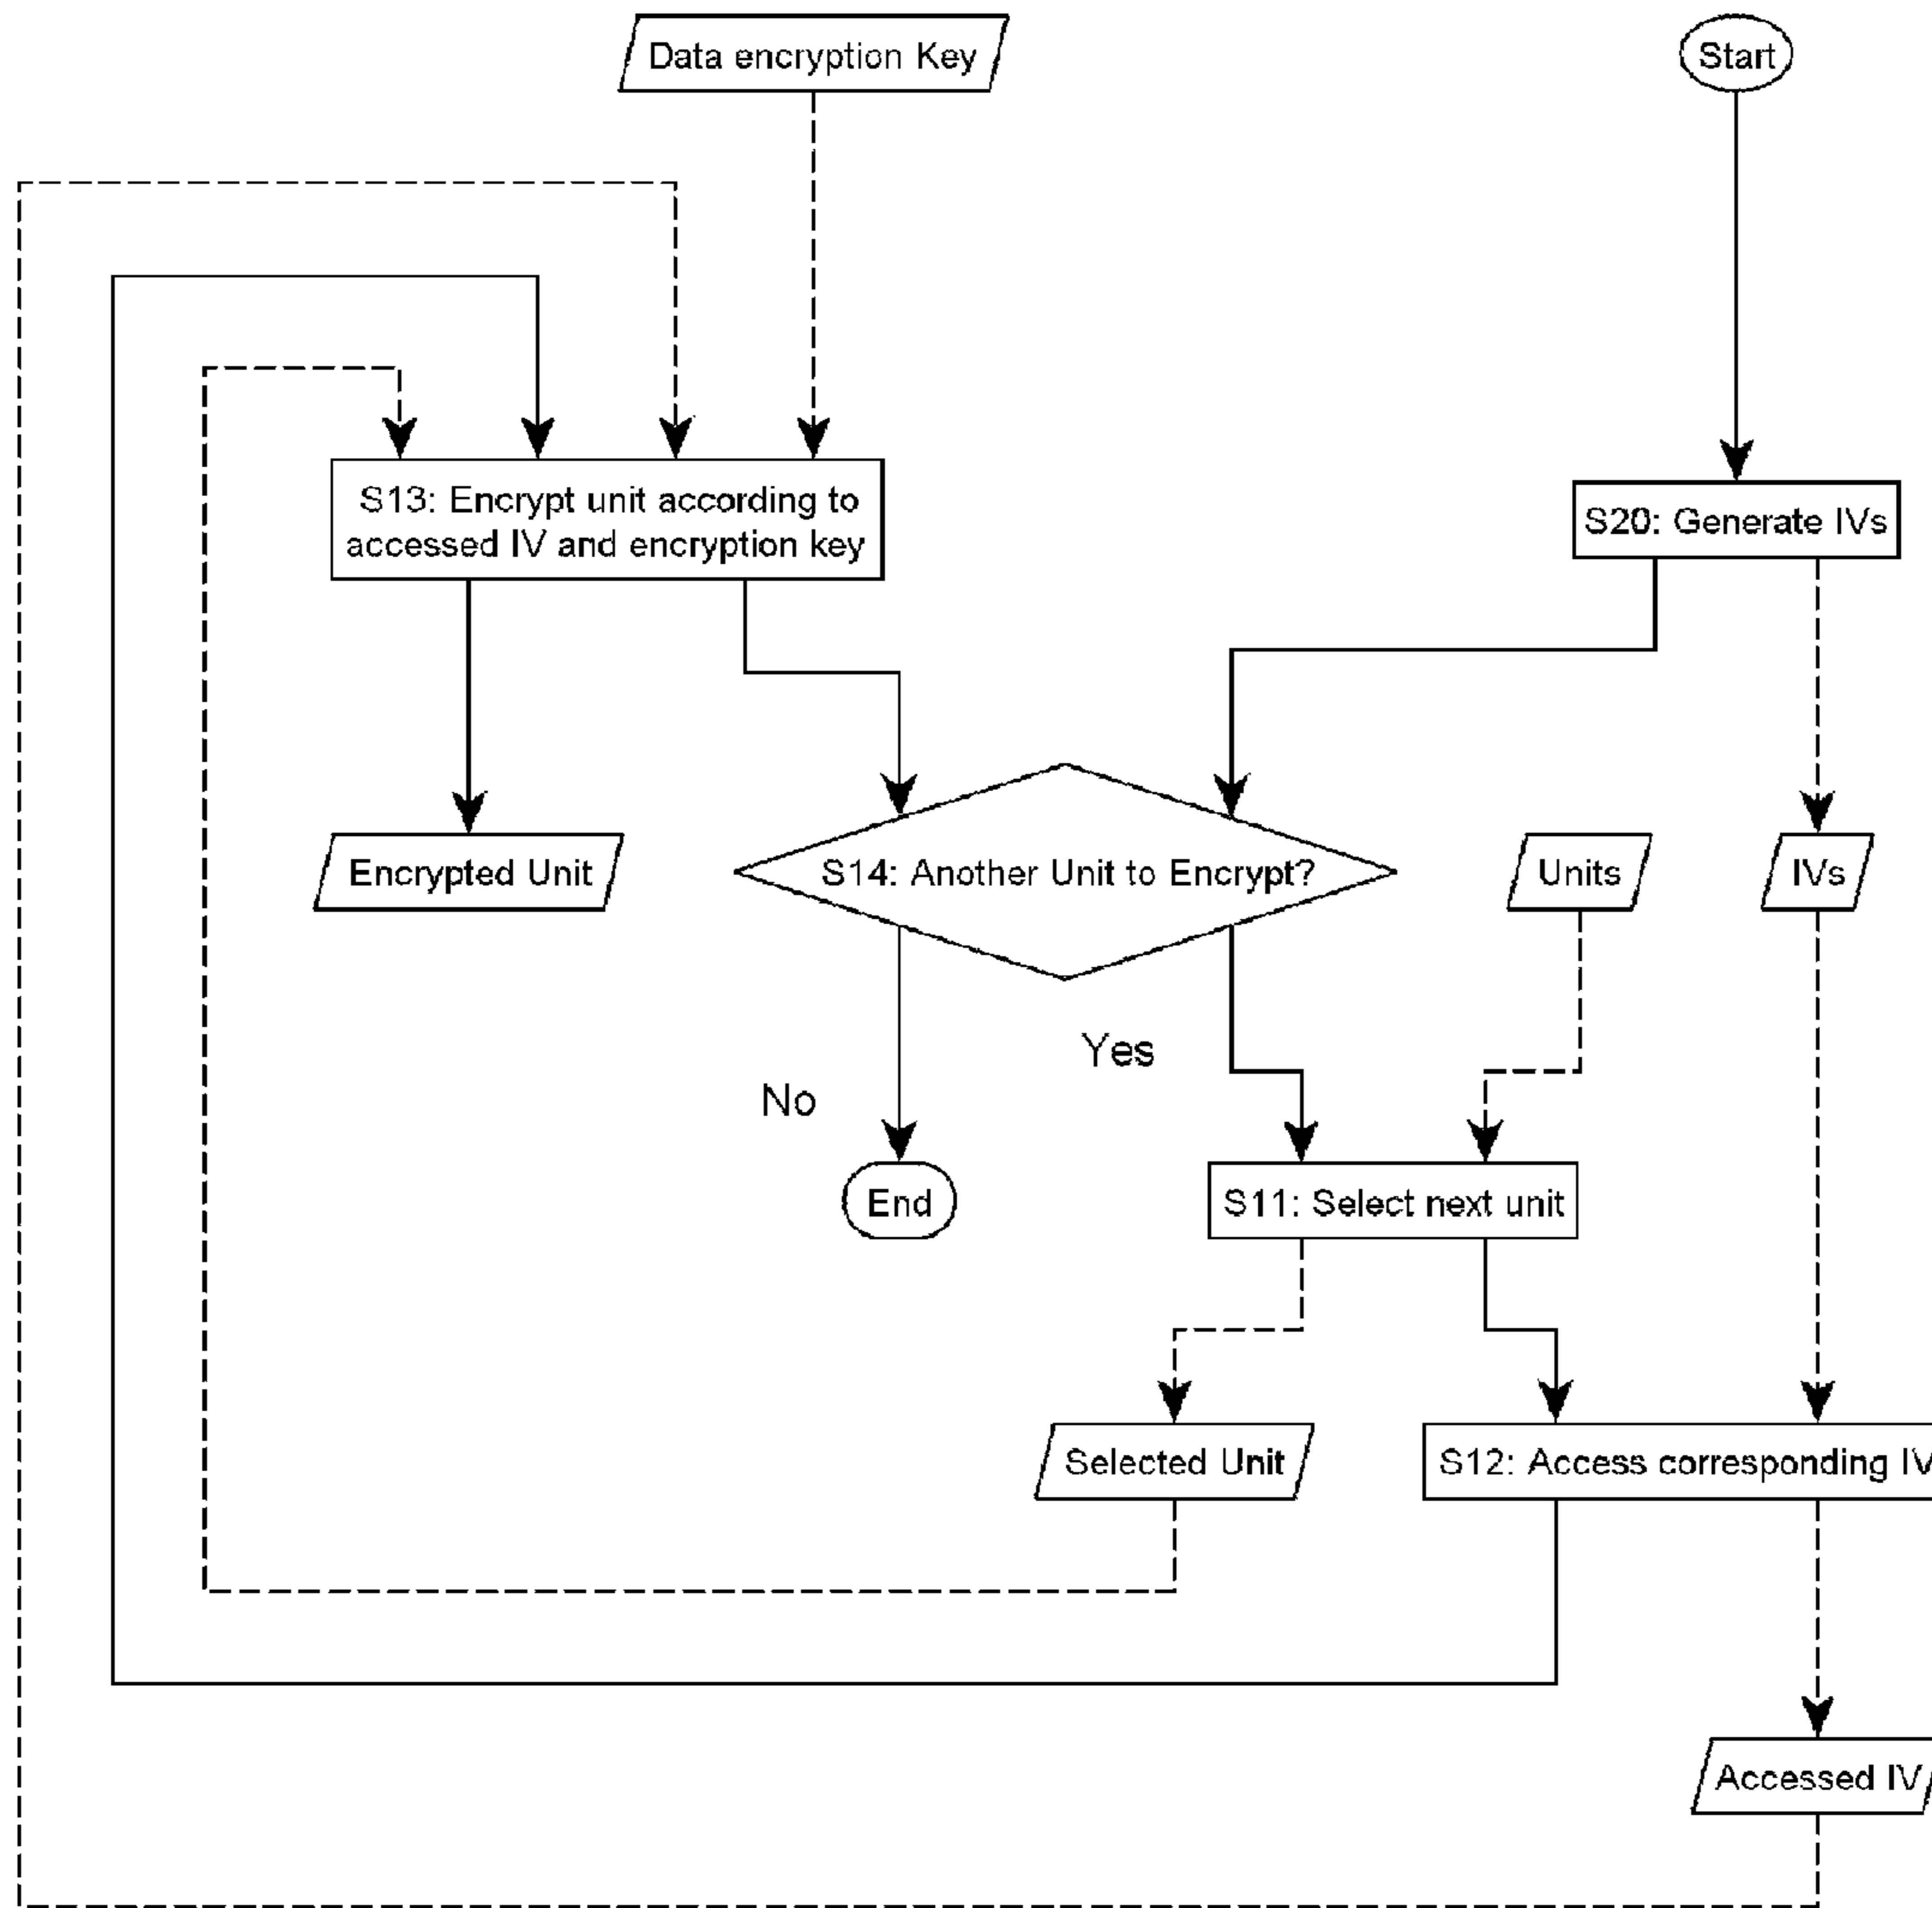 Data encryption Key
Start
S13: Encrypt unit according to
accessed IV and encryption key
S20: Generate IVs
Encrypted Unit
S14: Another Unit to Encrypt?
Units
IVs
Yes
No
End
S11: Select next unit
Selected Unit
S12: Access corresponding IV
Accessed IV